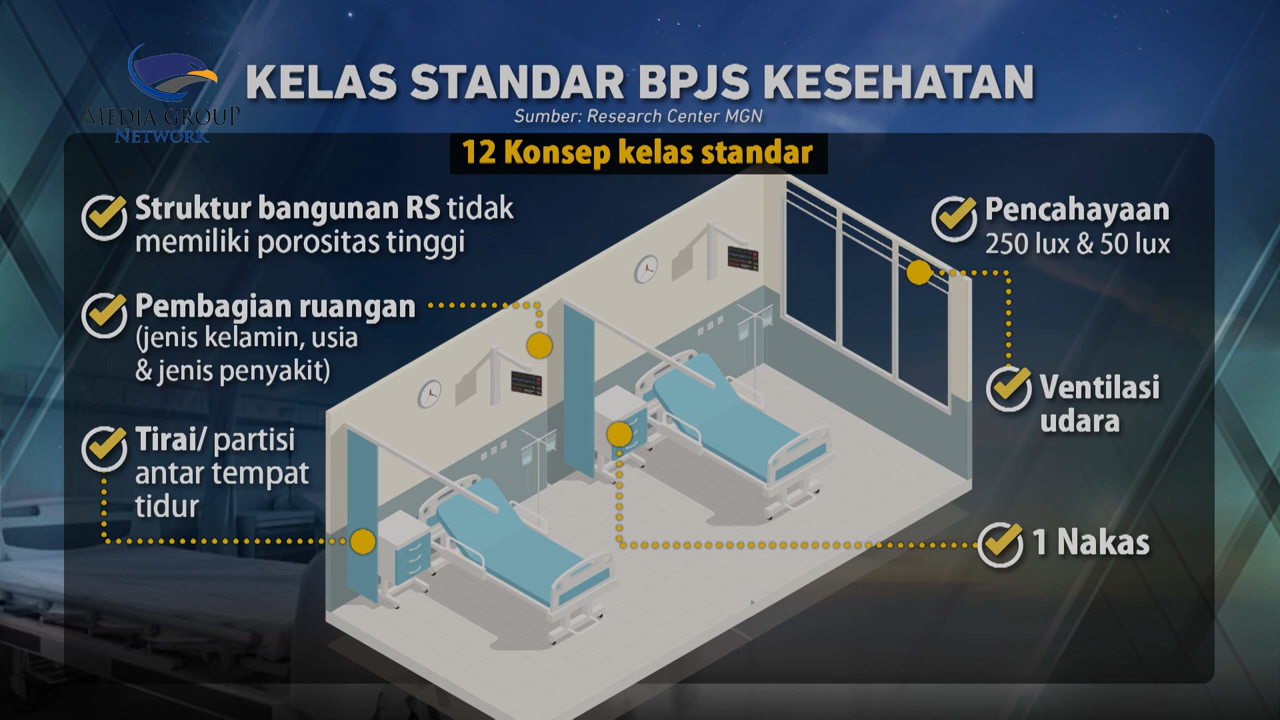 MEDIA GROUP
NETWORK
KELAS STANDAR BPJS KESEHATAN
Sumber: Research Center MGN
12 Konsep kelas standar
Struktur bangunan RS tidak
memiliki porositas tinggi
Pembagian ruangan
(jenis kelamin, usia
& jenis penyakit)
Tirai/ partisi
antar tempat
tidur
Pencahayaan
250 lux & 50 lux
Ventilasi
udara
1 Nakas